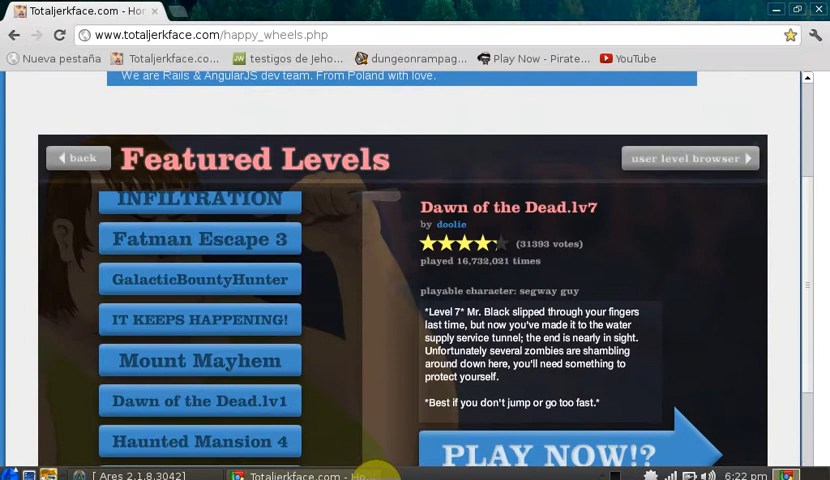 Totaljerkface.com - Hor
www.totaljerkface.com/happy_wheels.php
Nueva pestaña
Totaljerkface.co...
testigos de Jeho...
dungeonrampag...
Play Now - Pirate...
YouTube
We are Rails & AngularJS dev team. From Poland with love.
back
Featured Levels
user level browser
INFILTRATION
Fatman Escape 3
GalacticBountyHunter
IT KEEPS HAPPENING!
Mount Mayhem
Dawn of the Dead.lv1
Haunted Mansion 4
Dawn of the Dead.lv7
by doolie
(31393 votes)
played 16,732,021 times
playable character: segway guy
*Level 7* Mr. Black slipped through your fingers
last time, but now you've made it to the water
supply service tunnel; the end is nearly in sight.
Unfortunately several zombies are shambling
around down here, you'll need something to
protect yourself.
*Best if you don't jump or go too fast.*
PLAY NOW!?
[ Ares 2.1.8.3042]
Totaljerkface.com - Ho...
6:22 pm